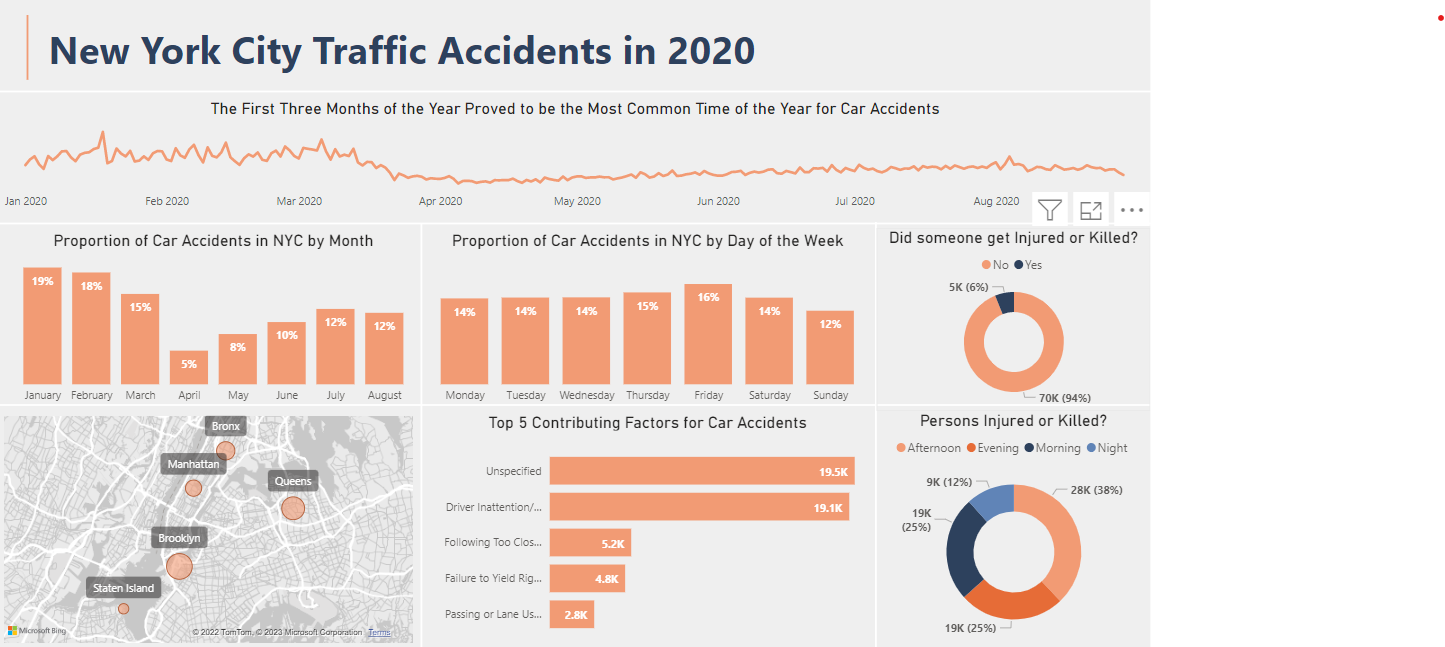 New York City Traffic Accidents in 2020
The First Three Months of the Year Proved to be the Most Common Time of the Year for Car Accidents
Jan 2020 Feb 2020 Mar 2020 Apr 2020 May 2020 Jun 2020 Jul 2020 Aug 2020
Proportion of Car Accidents in NYC by Month
19% 18% 15% 5% 8% 10% 12% 12%
January February March April May June July August
Proportion of Car Accidents in NYC by Day of the Week
14% 14% 14% 15% 16% 14% 12%
Monday Tuesday Wednesday Thursday Friday Saturday Sunday
Did someone get Injured or Killed?
No Yes
5K (6%)
70K (94%)
Bronx
Manhattan
Queens
Brooklyn
Staten Island
Microsoft Bing
© 2022 TomTom, © 2023 Microsoft Corporation Terms
Top 5 Contributing Factors for Car Accidents
Unspecified 19.5K
Driver Inattention/... 19.1K
Following Too Clos... 5.2K
Failure to Yield Rig... 4.8K
Passing or Lane Us... 2.8K
Persons Injured or Killed?
Afternoon Evening Morning Night
9K (12%)
28K (38%)
19K
(25%)
19K (25%)